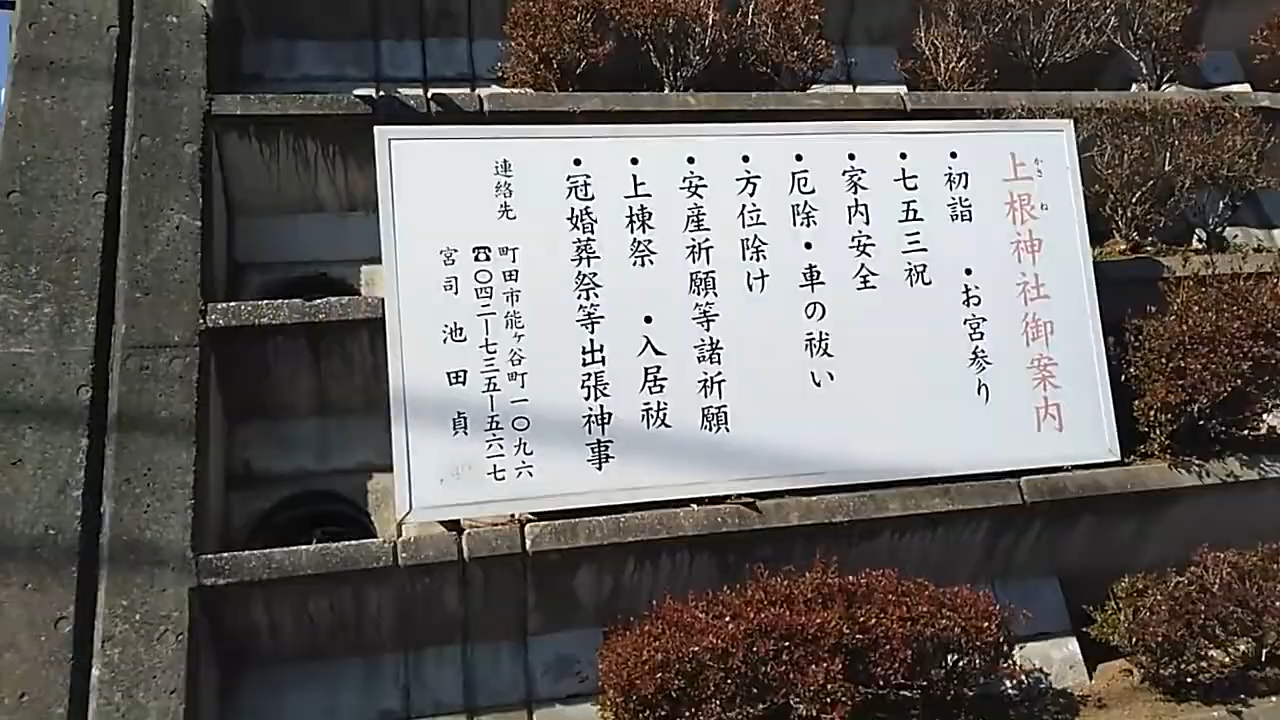 上根神社御案内
かさね
・初詣 ・お宮参り
・七五三祝
・家内安全
・厄除・車の祓い
・方位除け
・安産祈願等諸祈願
・上棟祭 ・入居祓
・冠婚葬祭等出張神事
連絡先 町田市能ヶ谷町一〇九六
☎〇四二ー七三五ー五六一七
宮司 池田貞